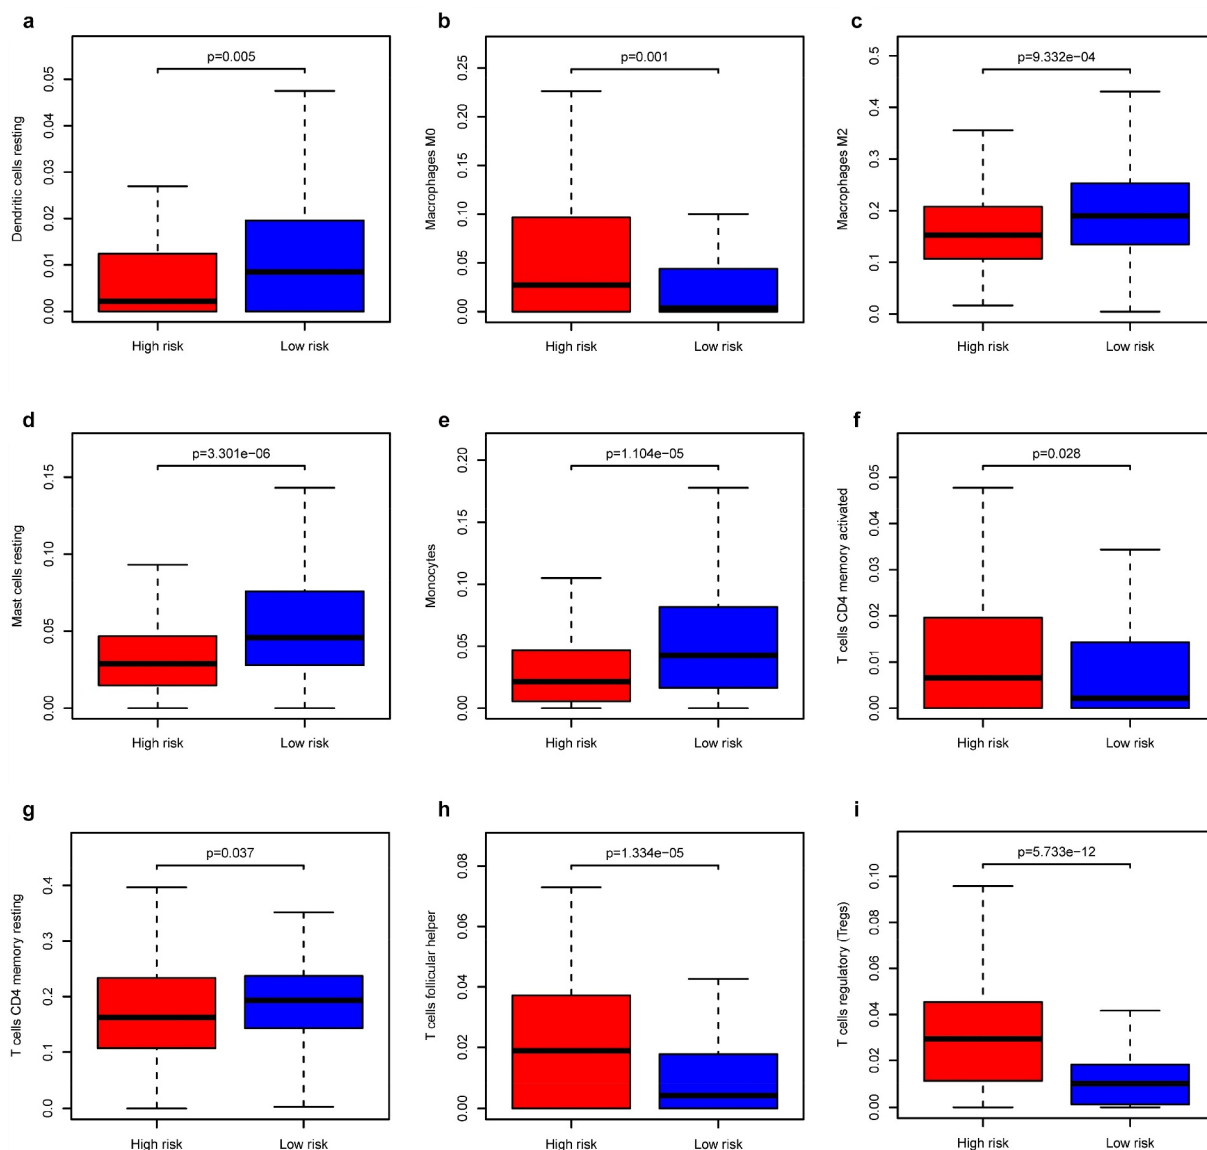 a
p=0.005
Dendritic cells resting
0.05
0.04
0.03
0.02
0.01
0.00
High risk
Low risk
b
p=0.001
Macrophages M0
0.25
0.20
0.15
0.10
0.05
0.00
High risk
Low risk
c
p=9.332e−04
Macrophages M2
0.5
0.4
0.3
0.2
0.1
0.0
High risk
Low risk
d
p=3.301e−06
Mast cells resting
0.15
0.10
0.05
0.00
High risk
Low risk
e
p=1.104e−05
Monocytes
0.20
0.15
0.10
0.05
0.00
High risk
Low risk
f
p=0.028
T cells CD4 memory activated
0.05
0.04
0.03
0.02
0.01
0.00
High risk
Low risk
g
p=0.037
T cells CD4 memory resting
0.4
0.3
0.2
0.1
0.0
High risk
Low risk
h
p=1.334e−05
T cells follicular helper
0.08
0.06
0.04
0.02
0.00
High risk
Low risk
i
p=5.733e−12
T cells regulatory (Tregs)
0.10
0.08
0.06
0.04
0.02
0.00
High risk
Low risk